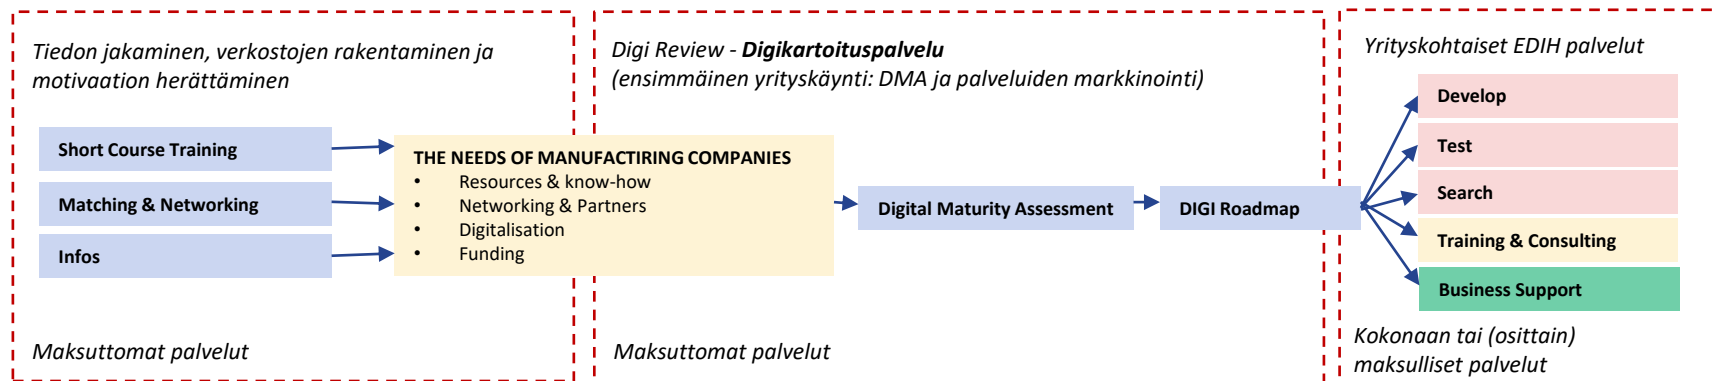 Tiedon jakaminen, verkostojen rakentaminen ja
motivaation herättäminen
Short Course Training
Matching & Networking
Infos
Maksuttomat palvelut
THE NEEDS OF MANUFACTIRING COMPANIES
• Resources & know-how
• Networking & Partners
• Digitalisation
• Funding
Digi Review - Digikartoituspalvelu
(ensimmäinen yrityskäynti: DMA ja palveluiden markkinointi)
Digital Maturity Assessment
DIGI Roadmap
Maksuttomat palvelut
Yrityskohtaiset EDIH palvelut
Develop
Test
Search
Training & Consulting
Business Support
Kokonaan tai (osittain)
maksulliset palvelut